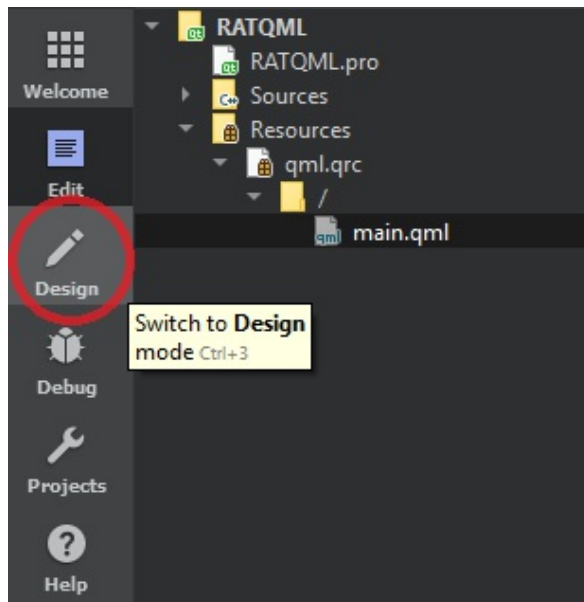 Welcome
Edit
Design
Debug
Projects
Help
RATQML
RATQML.pro
Sources
Resources
qml.qrc
/
main.qml
Switch to Design
mode Ctrl+3